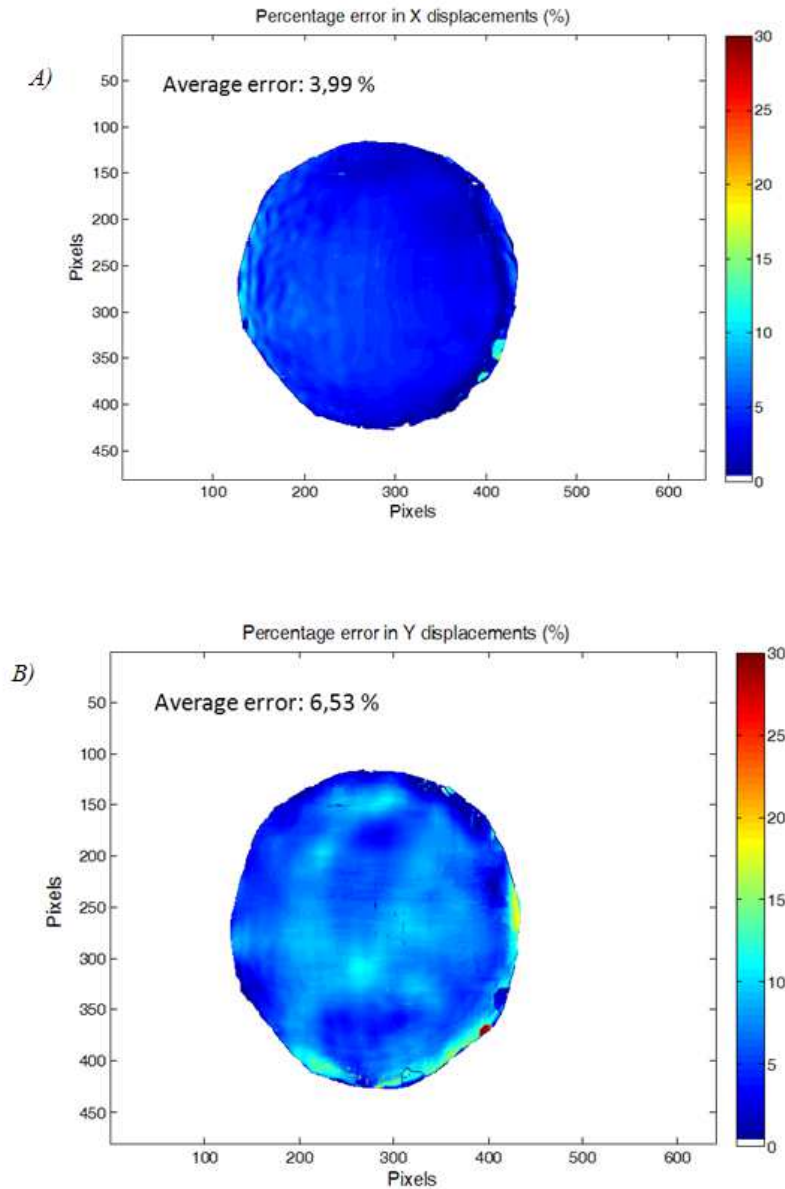 Percentage error in X displacements (%)
A)
Average error: 3,99 %
50
100
150
200
250
300
350
400
450
Pixels
100 200 300 400 500 600
Pixels
30
25
20
15
10
5
0
Percentage error in Y displacements (%)
B)
Average error: 6,53 %
50
100
150
200
250
300
350
400
450
Pixels
100 200 300 400 500 600
Pixels
30
25
20
15
10
5
0